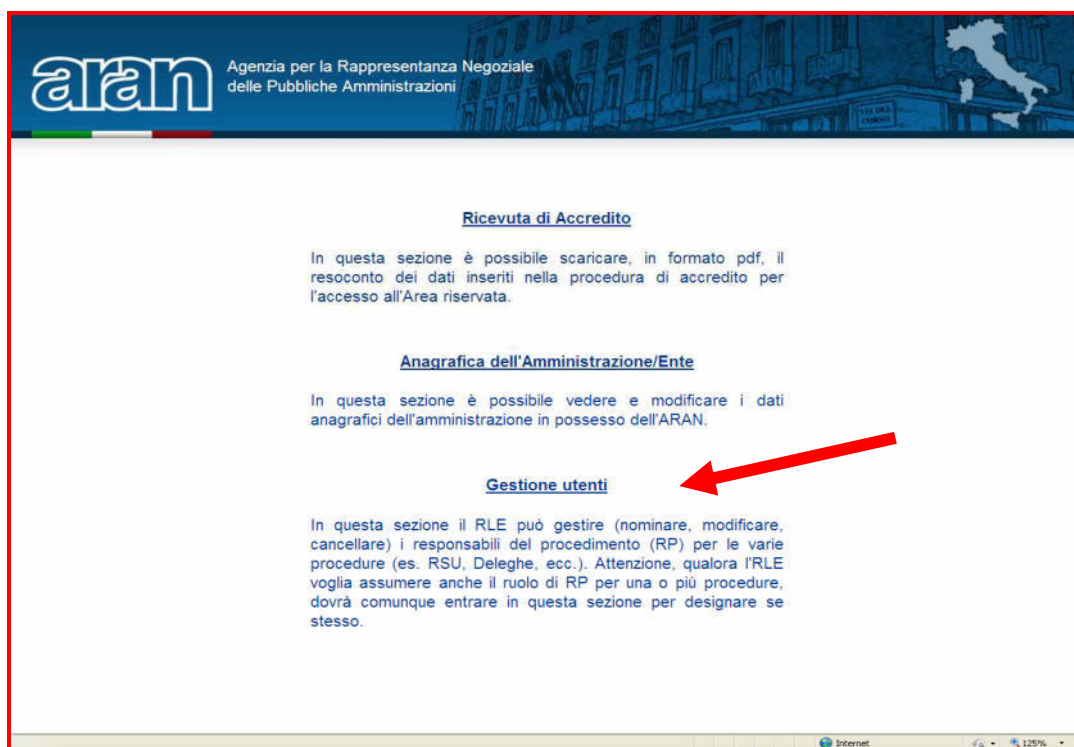 aran
Agenzia per la Rappresentanza Negoziale
delle Pubbliche Amministrazioni
VIA DEL
CORSO
Ricevuta di Accredito
In questa sezione è possibile scaricare, in formato pdf, il
resoconto dei dati inseriti nella procedura di accredito per
l'accesso all'Area riservata.
Anagrafica dell'Amministrazione/Ente
In questa sezione è possibile vedere e modificare i dati
anagrafici dell'amministrazione in possesso dell'ARAN.
Gestione utenti
In questa sezione il RLE può gestire (nominare, modificare,
cancellare) i responsabili del procedimento (RP) per le varie
procedure (es. RSU, Deleghe, ecc.). Attenzione, qualora l'RLE
voglia assumere anche il ruolo di RP per una o più procedure,
dovrà comunque entrare in questa sezione per designare se
stesso.
Internet
125%